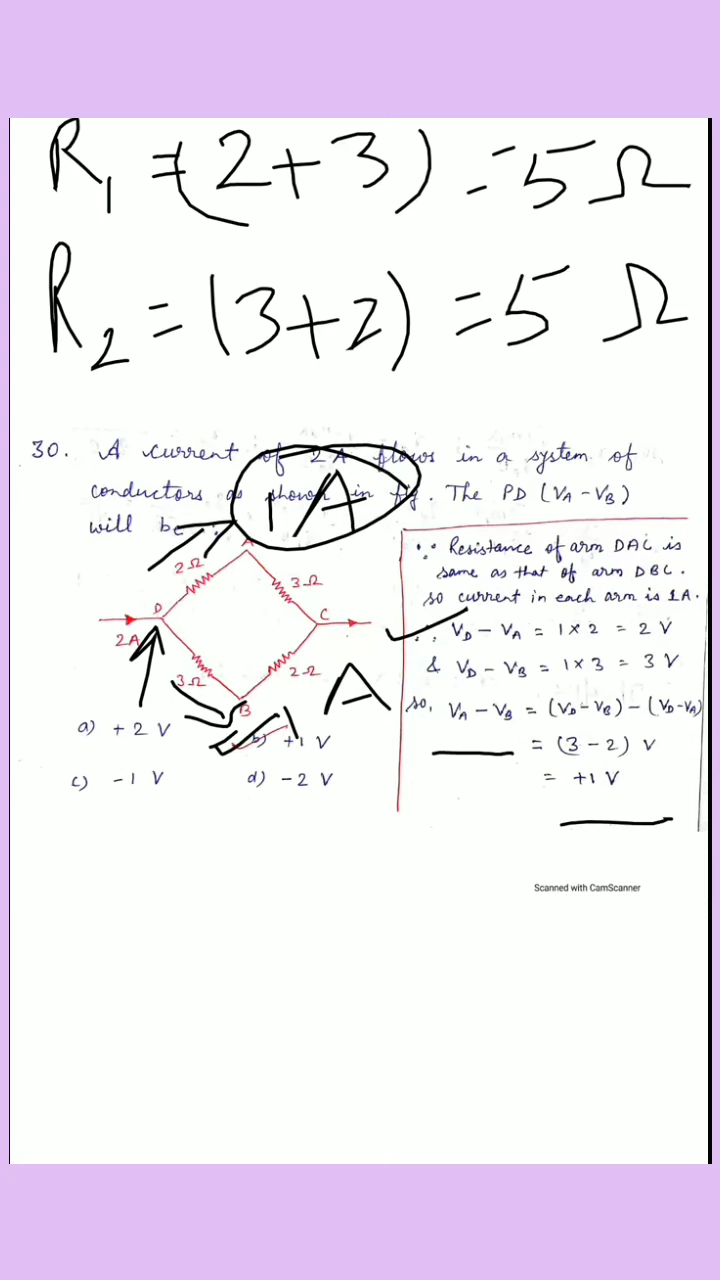 R₁ = (2+3) = 5 Ω
R₂ = (3+2) = 5 Ω
30. A current of 2A flows in a system of
conductors as shown in fig. The PD (VA - VB)
will be :
1 A
A
2Ω
3Ω
D
C
2A
3Ω
2Ω
B
1 A
a) + 2 V
b) +1 V
c) -1 V
d) -2 V
∵ Resistance of arm DAC is
same as that of arm DBC.
so current in each arm is 1A.
∴ VD - VA = 1×2 = 2 V
& VD - VB = 1×3 = 3 V
so, VA - VB = (VD-VB) - (VD-VA)
= (3-2) V
= +1 V
Scanned with CamScanner